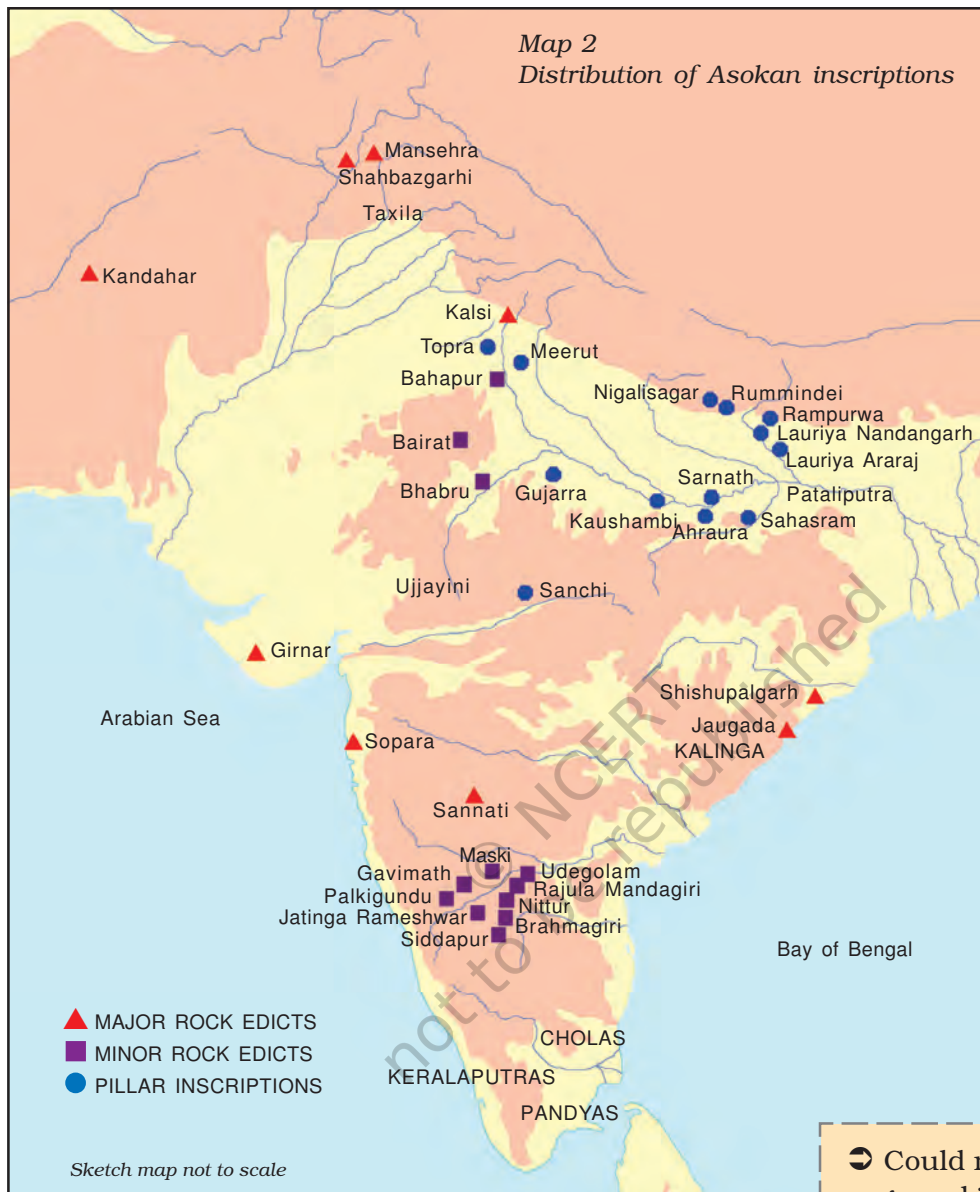 Map 2
Distribution of Asokan inscriptions
Mansehra
Shahbazgarhi
Taxila
Kandahar
Kalsi
Topra
Meerut
Bahapur
Nigalisagar
Rummindei
Rampurwa
Lauriya Nandangarh
Bairat
Lauriya Araraj
Bhabru
Gujarra
Sarnath
Pataliputra
Kaushambi
Sahasram
Ahraura
Ujjayini
Sanchi
Girnar
Shishupalgarh
Arabian Sea
Jaugada
Sopara
KALINGA
Sannati
Maski
Gavimath
Udegolam
Palkigundu
Rajula Mandagiri
Nittur
Jatinga Rameshwar
Brahmagiri
Siddapur
Bay of Bengal
MAJOR ROCK EDICTS
MINOR ROCK EDICTS
PILLAR INSCRIPTIONS
CHOLAS
KERALAPUTRAS
PANDYAS
Sketch map not to scale
© NCERT
not to be republished
Could